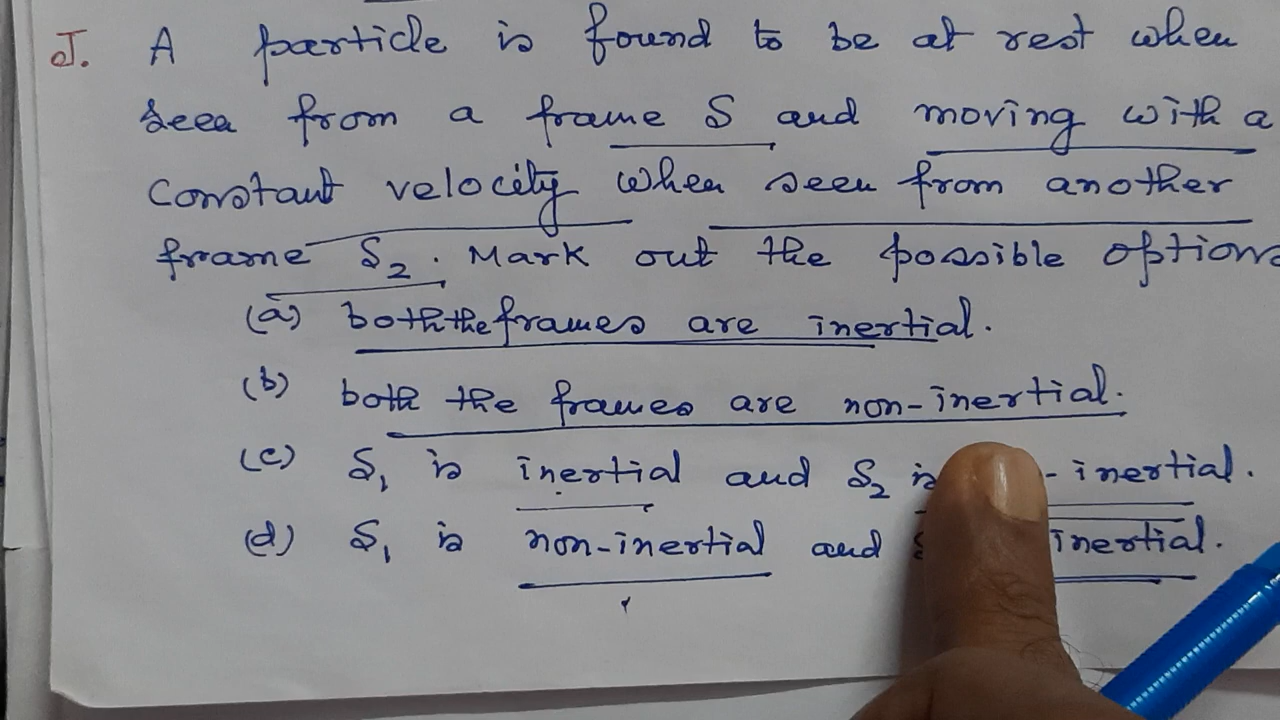 J. A particle is found to be at rest when
seen from a frame S and moving with a
constant velocity when seen from another
frame S₂. Mark out the possible options
(a) both the frames are inertial.
(b) both the frames are non-inertial.
(c) S₁ is inertial and S₂ is - inertial.
(d) S₁ is non-inertial and inertial.